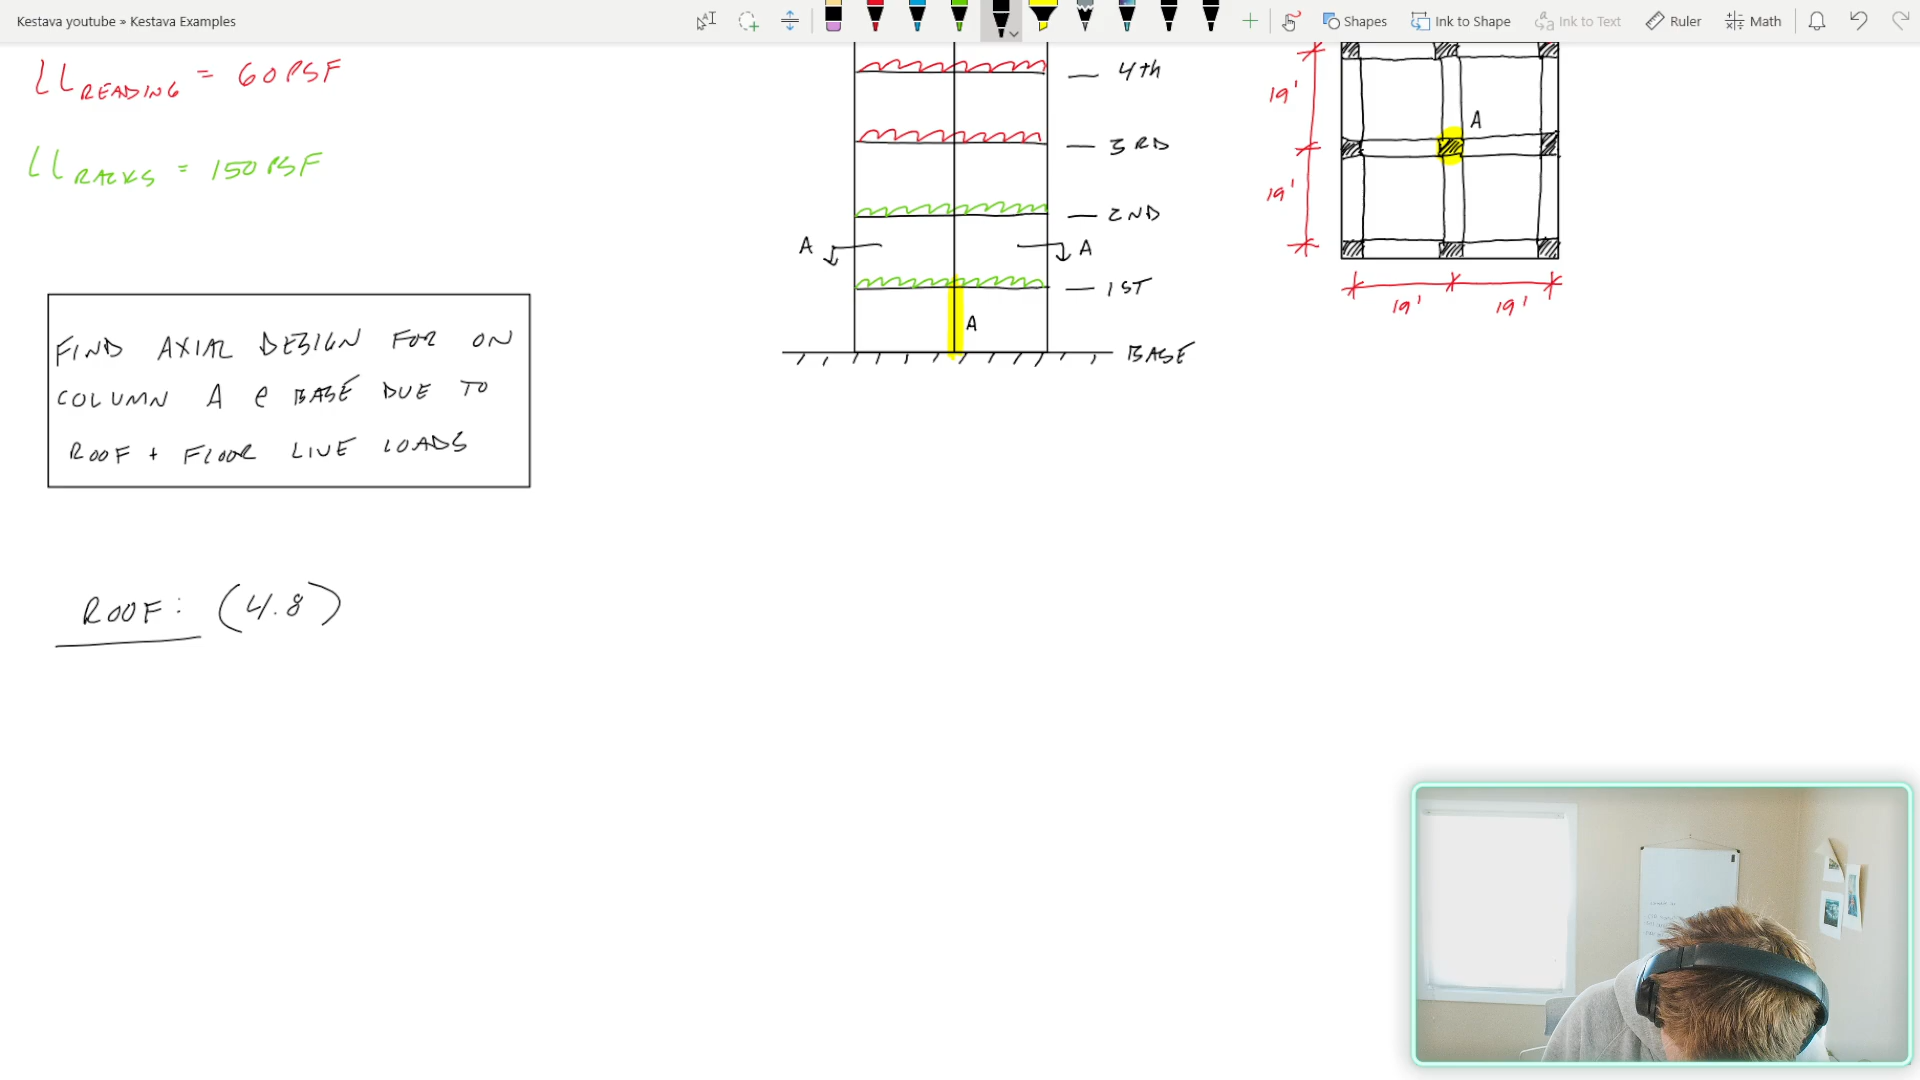 Kestava youtube » Kestava Examples
Shapes
Ink to Shape
Ink to Text
Ruler
Math
LL READING = 60 PSF
LL RACKS = 150 PSF
4th
3RD
2ND
A
A
1ST
A
BASE
19'
A
19'
19'
19'
FIND AXIAL DESIGN FOR ON
COLUMN A @ BASE DUE TO
ROOF + FLOOR LIVE LOADS
ROOF: (4.8)